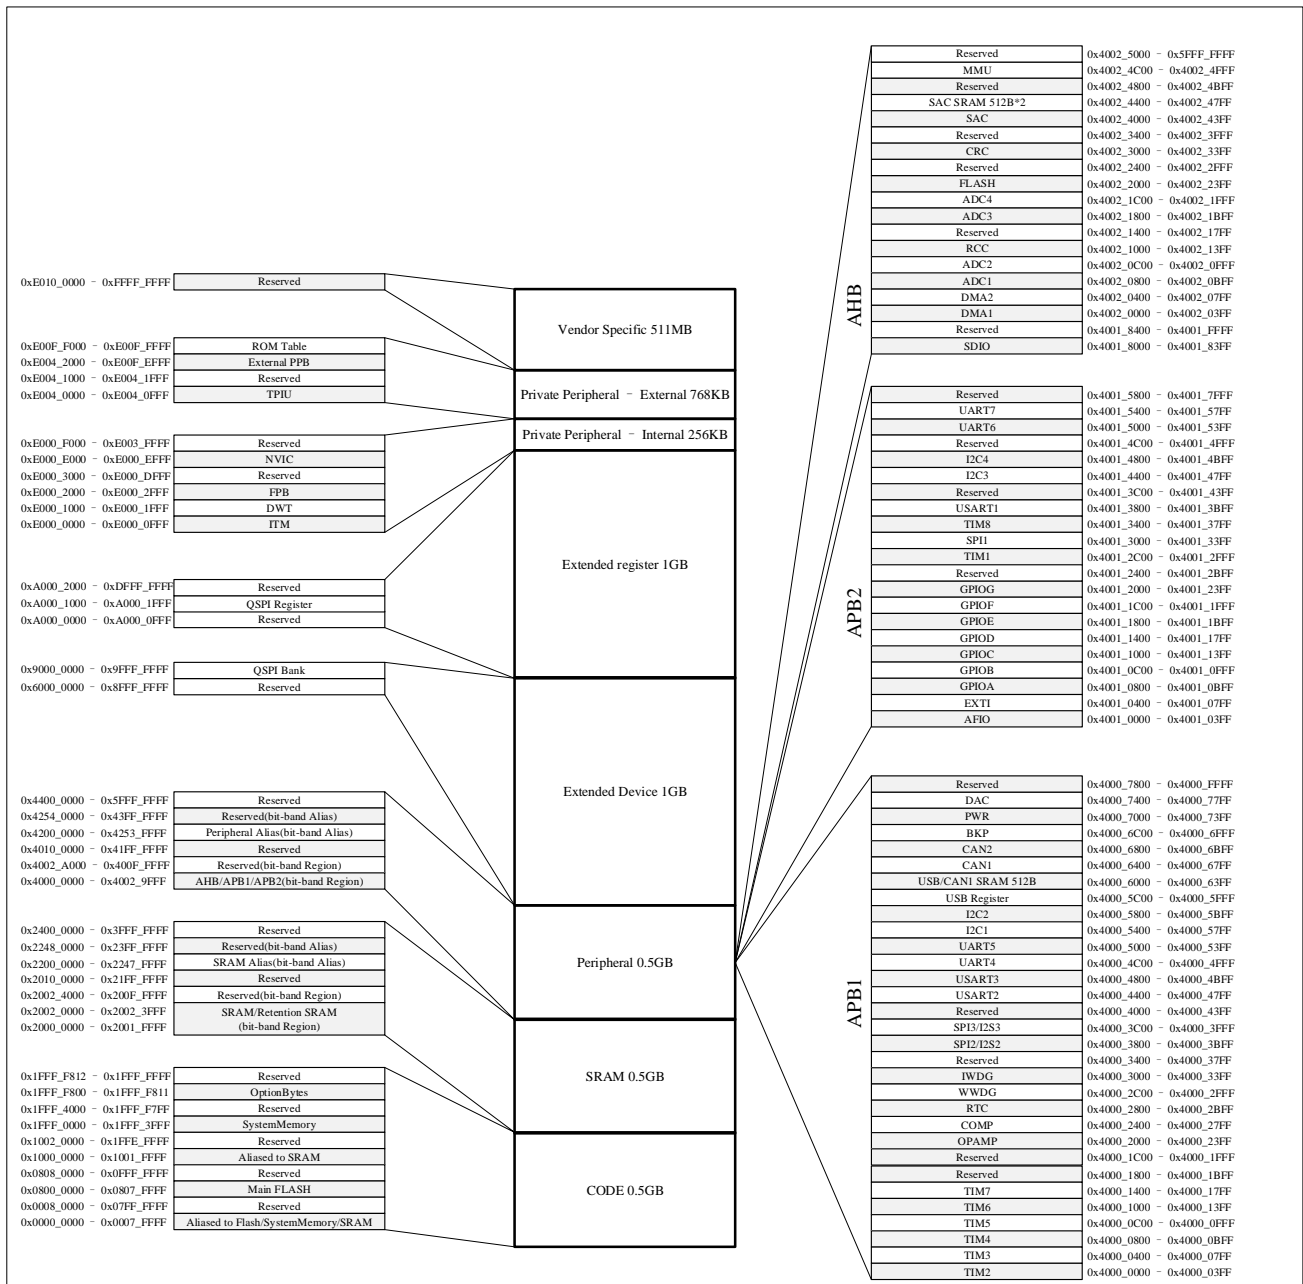 0xE010_0000 – 0xFFFF_FFFF Reserved
0xE00F_F000 – 0xE00F_FFFF ROM Table
0xE004_2000 – 0xE00F_EFFF External PPB
0xE004_1000 – 0xE004_1FFF Reserved
0xE004_0000 – 0xE004_0FFF TPIU
0xE000_F000 – 0xE003_FFFF Reserved
0xE000_E000 – 0xE000_EFFF NVIC
0xE000_3000 – 0xE000_DFFF Reserved
0xE000_2000 – 0xE000_2FFF FPB
0xE000_1000 – 0xE000_1FFF DWT
0xE000_0000 – 0xE000_0FFF ITM
0xA000_2000 – 0xDFFF_FFFF Reserved
0xA000_1000 – 0xA000_1FFF QSPI Register
0xA000_0000 – 0xA000_0FFF Reserved
0x9000_0000 – 0x9FFF_FFFF QSPI Bank
0x6000_0000 – 0x8FFF_FFFF Reserved
0x4400_0000 – 0x5FFF_FFFF Reserved
0x4254_0000 – 0x43FF_FFFF Reserved(bit-band Alias)
0x4200_0000 – 0x4253_FFFF Peripheral Alias(bit-band Alias)
0x4010_0000 – 0x41FF_FFFF Reserved
0x4002_A000 – 0x400F_FFFF Reserved(bit-band Region)
0x4000_0000 – 0x4002_9FFF AHB/APB1/APB2(bit-band Region)
0x2400_0000 – 0x3FFF_FFFF Reserved
0x2248_0000 – 0x23FF_FFFF Reserved(bit-band Alias)
0x2200_0000 – 0x2247_FFFF SRAM Alias(bit-band Alias)
0x2010_0000 – 0x21FF_FFFF Reserved
0x2002_4000 – 0x200F_FFFF Reserved(bit-band Region)
0x2002_0000 – 0x2002_3FFF SRAM/Retention SRAM
0x2000_0000 – 0x2001_FFFF (bit-band Region)
0x1FFF_F812 – 0x1FFF_FFFF Reserved
0x1FFF_F800 – 0x1FFF_F811 OptionBytes
0x1FFF_4000 – 0x1FFF_F7FF Reserved
0x1FFF_0000 – 0x1FFF_3FFF SystemMemory
0x1002_0000 – 0x1FFE_FFFF Reserved
0x1000_0000 – 0x1001_FFFF Aliased to SRAM
0x0808_0000 – 0x0FFF_FFFF Reserved
0x0800_0000 – 0x0807_FFFF Main FLASH
0x0008_0000 – 0x07FF_FFFF Reserved
0x0000_0000 – 0x0007_FFFF Aliased to Flash/SystemMemory/SRAM
Vendor Specific 511MB
Private Peripheral – External 768KB
Private Peripheral – Internal 256KB
Extended register 1GB
Extended Device 1GB
Peripheral 0.5GB
SRAM 0.5GB
CODE 0.5GB
AHB
Reserved 0x4002_5000 – 0x5FFF_FFFF
MMU 0x4002_4C00 – 0x4002_4FFF
Reserved 0x4002_4800 – 0x4002_4BFF
SAC SRAM 512B*2 0x4002_4400 – 0x4002_47FF
SAC 0x4002_4000 – 0x4002_43FF
Reserved 0x4002_3400 – 0x4002_3FFF
CRC 0x4002_3000 – 0x4002_33FF
Reserved 0x4002_2400 – 0x4002_2FFF
FLASH 0x4002_2000 – 0x4002_23FF
ADC4 0x4002_1C00 – 0x4002_1FFF
ADC3 0x4002_1800 – 0x4002_1BFF
Reserved 0x4002_1400 – 0x4002_17FF
RCC 0x4002_1000 – 0x4002_13FF
ADC2 0x4002_0C00 – 0x4002_0FFF
ADC1 0x4002_0800 – 0x4002_0BFF
DMA2 0x4002_0400 – 0x4002_07FF
DMA1 0x4002_0000 – 0x4002_03FF
Reserved 0x4001_8400 – 0x4001_FFFF
SDIO 0x4001_8000 – 0x4001_83FF
APB2
Reserved 0x4001_5800 – 0x4001_7FFF
UART7 0x4001_5400 – 0x4001_57FF
UART6 0x4001_5000 – 0x4001_53FF
Reserved 0x4001_4C00 – 0x4001_4FFF
I2C4 0x4001_4800 – 0x4001_4BFF
I2C3 0x4001_4400 – 0x4001_47FF
Reserved 0x4001_3C00 – 0x4001_43FF
USART1 0x4001_3800 – 0x4001_3BFF
TIM8 0x4001_3400 – 0x4001_37FF
SPI1 0x4001_3000 – 0x4001_33FF
TIM1 0x4001_2C00 – 0x4001_2FFF
Reserved 0x4001_2400 – 0x4001_2BFF
GPIOG 0x4001_2000 – 0x4001_23FF
GPIOF 0x4001_1C00 – 0x4001_1FFF
GPIOE 0x4001_1800 – 0x4001_1BFF
GPIOD 0x4001_1400 – 0x4001_17FF
GPIOC 0x4001_1000 – 0x4001_13FF
GPIOB 0x4001_0C00 – 0x4001_0FFF
GPIOA 0x4001_0800 – 0x4001_0BFF
EXTI 0x4001_0400 – 0x4001_07FF
AFIO 0x4001_0000 – 0x4001_03FF
APB1
Reserved 0x4000_7800 – 0x4000_FFFF
DAC 0x4000_7400 – 0x4000_77FF
PWR 0x4000_7000 – 0x4000_73FF
BKP 0x4000_6C00 – 0x4000_6FFF
CAN2 0x4000_6800 – 0x4000_6BFF
CAN1 0x4000_6400 – 0x4000_67FF
USB/CAN1 SRAM 512B 0x4000_6000 – 0x4000_63FF
USB Register 0x4000_5C00 – 0x4000_5FFF
I2C2 0x4000_5800 – 0x4000_5BFF
I2C1 0x4000_5400 – 0x4000_57FF
UART5 0x4000_5000 – 0x4000_53FF
UART4 0x4000_4C00 – 0x4000_4FFF
USART3 0x4000_4800 – 0x4000_4BFF
USART2 0x4000_4400 – 0x4000_47FF
Reserved 0x4000_4000 – 0x4000_43FF
SPI3/I2S3 0x4000_3C00 – 0x4000_3FFF
SPI2/I2S2 0x4000_3800 – 0x4000_3BFF
Reserved 0x4000_3400 – 0x4000_37FF
IWDG 0x4000_3000 – 0x4000_33FF
WWDG 0x4000_2C00 – 0x4000_2FFF
RTC 0x4000_2800 – 0x4000_2BFF
COMP 0x4000_2400 – 0x4000_27FF
OPAMP 0x4000_2000 – 0x4000_23FF
Reserved 0x4000_1C00 – 0x4000_1FFF
Reserved 0x4000_1800 – 0x4000_1BFF
TIM7 0x4000_1400 – 0x4000_17FF
TIM6 0x4000_1000 – 0x4000_13FF
TIM5 0x4000_0C00 – 0x4000_0FFF
TIM4 0x4000_0800 – 0x4000_0BFF
TIM3 0x4000_0400 – 0x4000_07FF
TIM2 0x4000_0000 – 0x4000_03FF